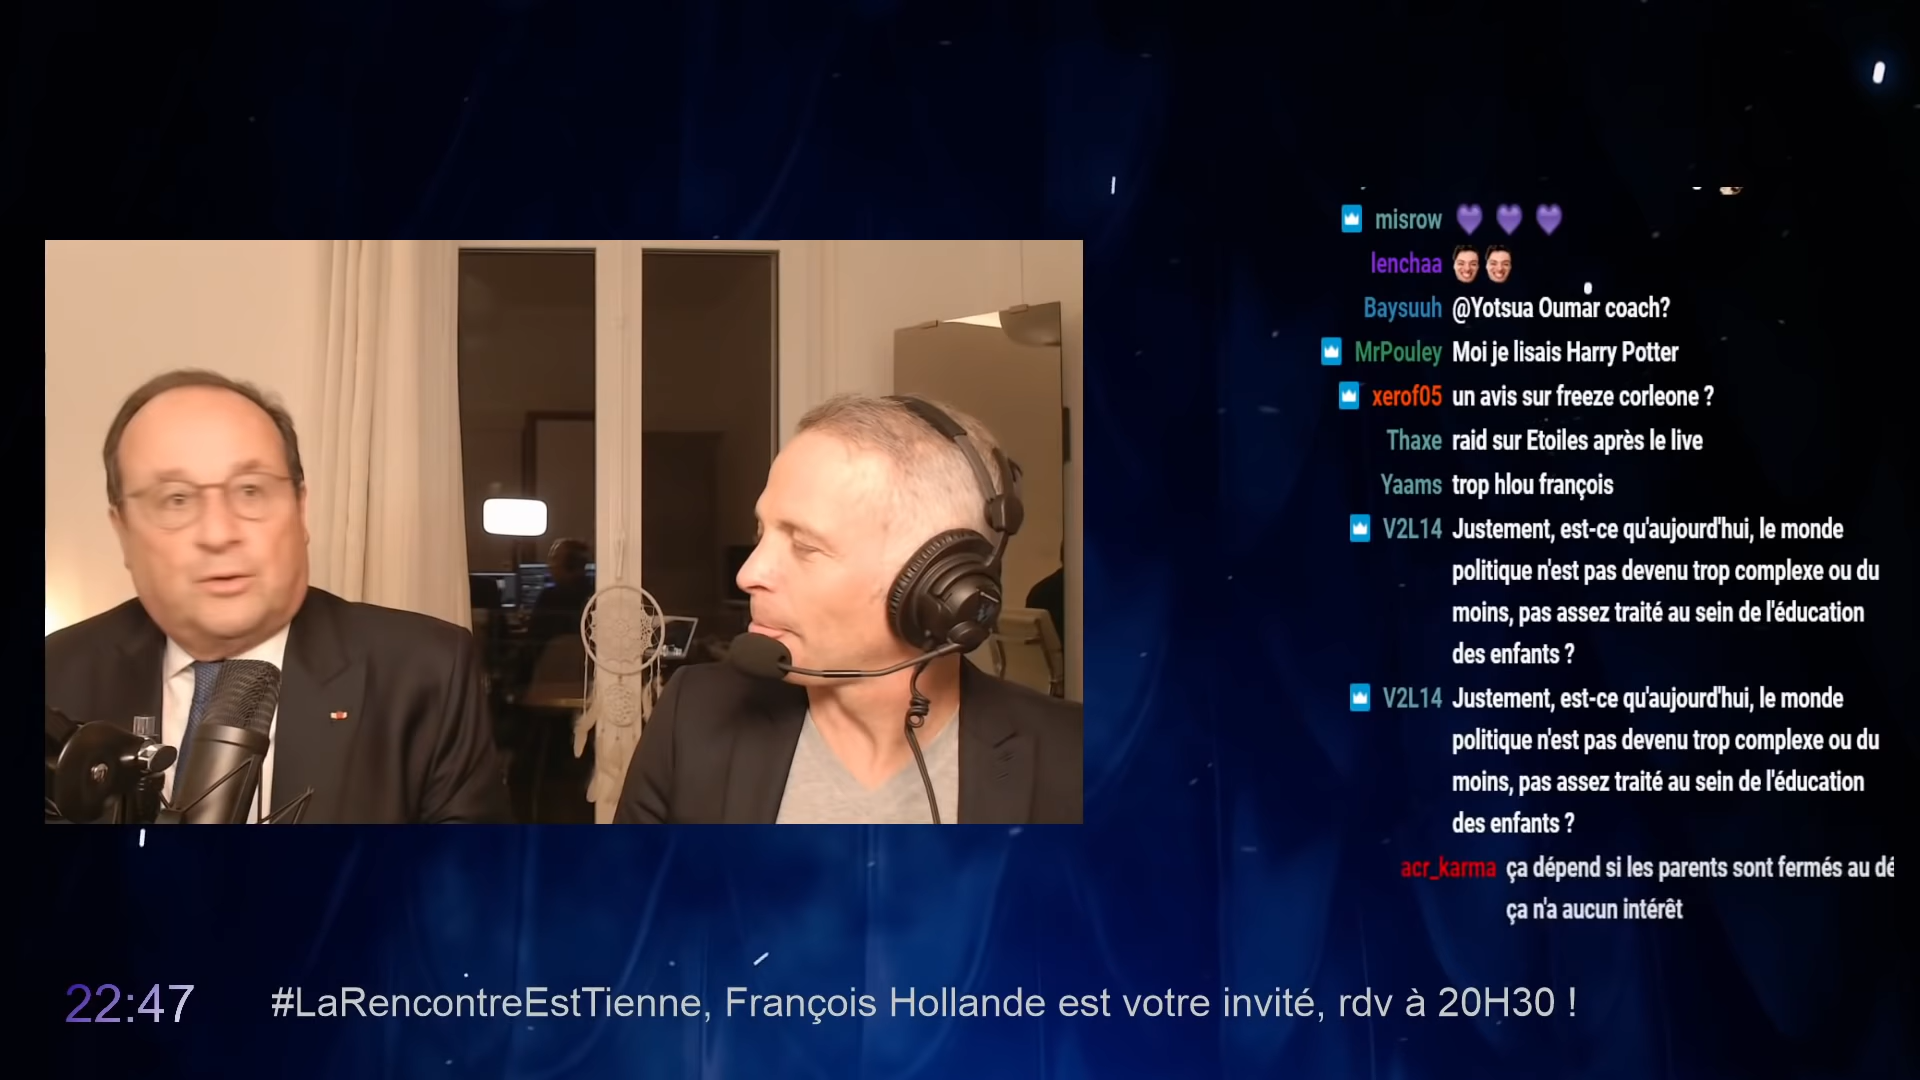 misrow 💜 💜 💜
lenchaa
Baysuuh @Yotsua Oumar coach?
MrPouley Moi je lisais Harry Potter
xerof05 un avis sur freeze corleone ?
Thaxe raid sur Etoiles après le live
Yaams trop hlou françois
V2L14 Justement, est-ce qu'aujourd'hui, le monde
politique n'est pas devenu trop complexe ou du
moins, pas assez traité au sein de l'éducation
des enfants ?
V2L14 Justement, est-ce qu'aujourd'hui, le monde
politique n'est pas devenu trop complexe ou du
moins, pas assez traité au sein de l'éducation
des enfants ?
acr_karma ça dépend si les parents sont fermés au dé
ça n'a aucun intérêt
22:47 #LaRencontreEstTienne, François Hollande est votre invité, rdv à 20H30 !